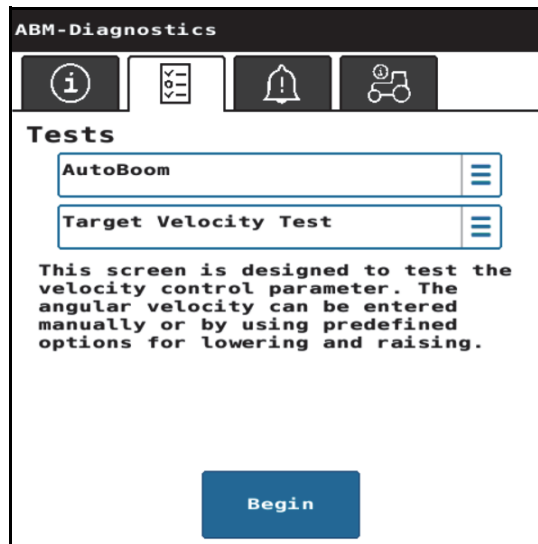 ABM-Diagnostics
Tests
AutoBoom
Target Velocity Test
This screen is designed to test the
velocity control parameter. The
angular velocity can be entered
manually or by using predefined
options for lowering and raising.
Begin